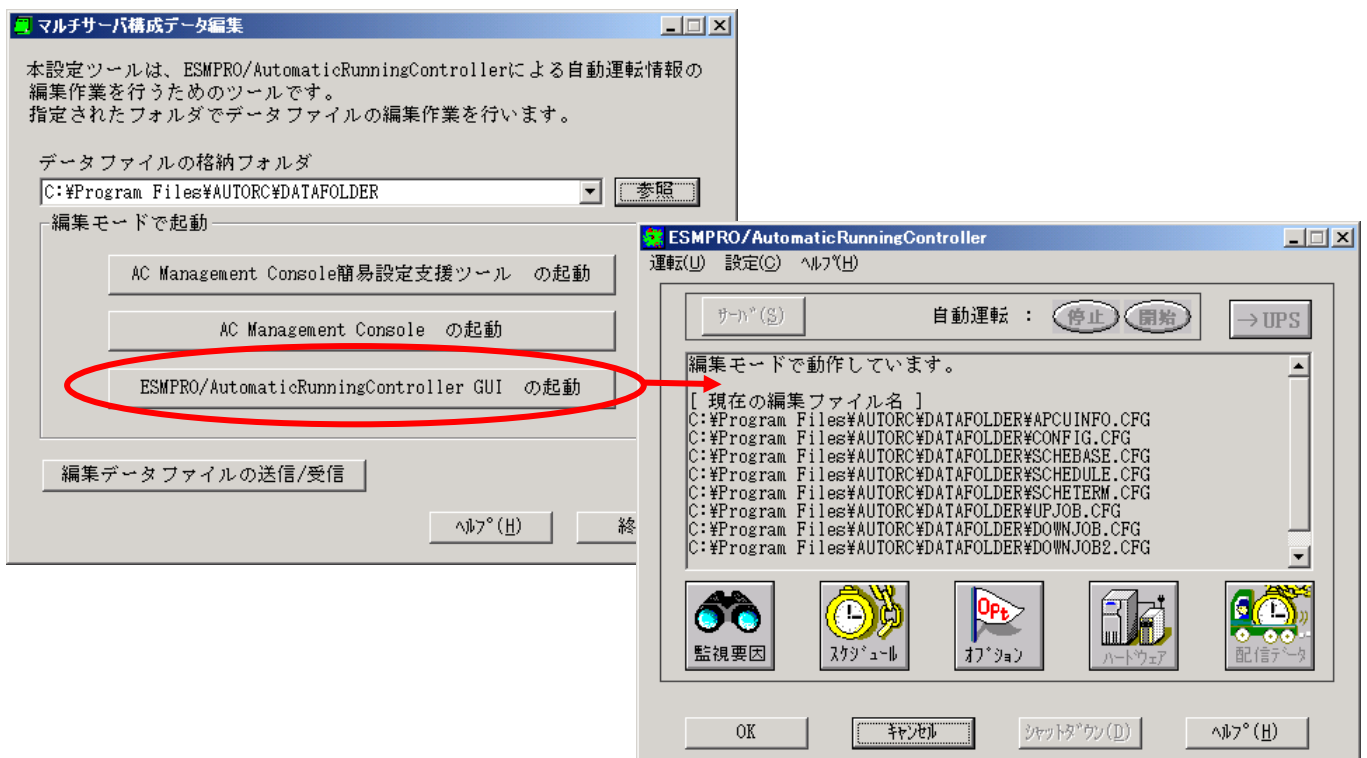 マルチサーバ構成データ編集
本設定ツールは、ESMPRO/AutomaticRunningControllerによる自動運転情報の
編集作業を行うためのツールです。
指定されたフォルダでデータファイルの編集作業を行います。
データファイルの格納フォルダ
C:¥Program Files¥AUTORC¥DATAFOLDER
参照
編集モードで起動
AC Management Console簡易設定支援ツール の起動
AC Management Console の起動
ESMPRO/AutomaticRunningController GUI の起動
編集データファイルの送信/受信
ﾍﾙﾌﾟ(H)
終
ESMPRO/AutomaticRunningController
運転(U) 設定(C) ﾍﾙﾌﾟ(H)
ｻｰﾊﾞ(S)
自動運転 : 停止 開始
→UPS
編集モードで動作しています。
[ 現在の編集ファイル名 ]
C:¥Program Files¥AUTORC¥DATAFOLDER¥APCUINFO.CFG
C:¥Program Files¥AUTORC¥DATAFOLDER¥CONFIG.CFG
C:¥Program Files¥AUTORC¥DATAFOLDER¥SCHEBASE.CFG
C:¥Program Files¥AUTORC¥DATAFOLDER¥SCHEDULE.CFG
C:¥Program Files¥AUTORC¥DATAFOLDER¥SCHETERM.CFG
C:¥Program Files¥AUTORC¥DATAFOLDER¥UPJOB.CFG
C:¥Program Files¥AUTORC¥DATAFOLDER¥DOWNJOB.CFG
C:¥Program Files¥AUTORC¥DATAFOLDER¥DOWNJOB2.CFG
Opt
監視要因
ｽｹｼﾞｭｰﾙ
ｵﾌﾟｼｮﾝ
ﾊｰﾄﾞｳｪｱ
配信ﾃﾞｰﾀ
OK
ｷｬﾝｾﾙ
ｼｬｯﾄﾀﾞｳﾝ(D)
ﾍﾙﾌﾟ(H)